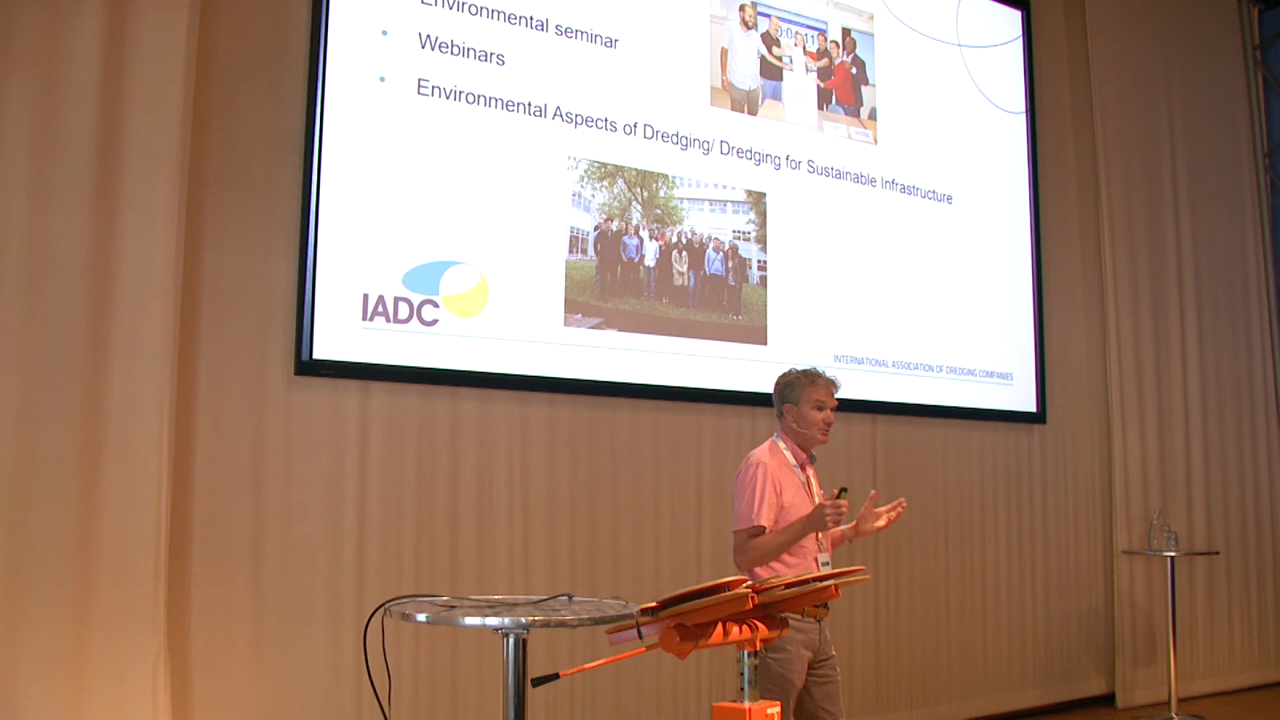 Environmental seminar
Webinars
Environmental Aspects of Dredging/ Dredging for Sustainable Infrastructure
IADC
INTERNATIONAL ASSOCIATION OF DREDGING COMPANIES